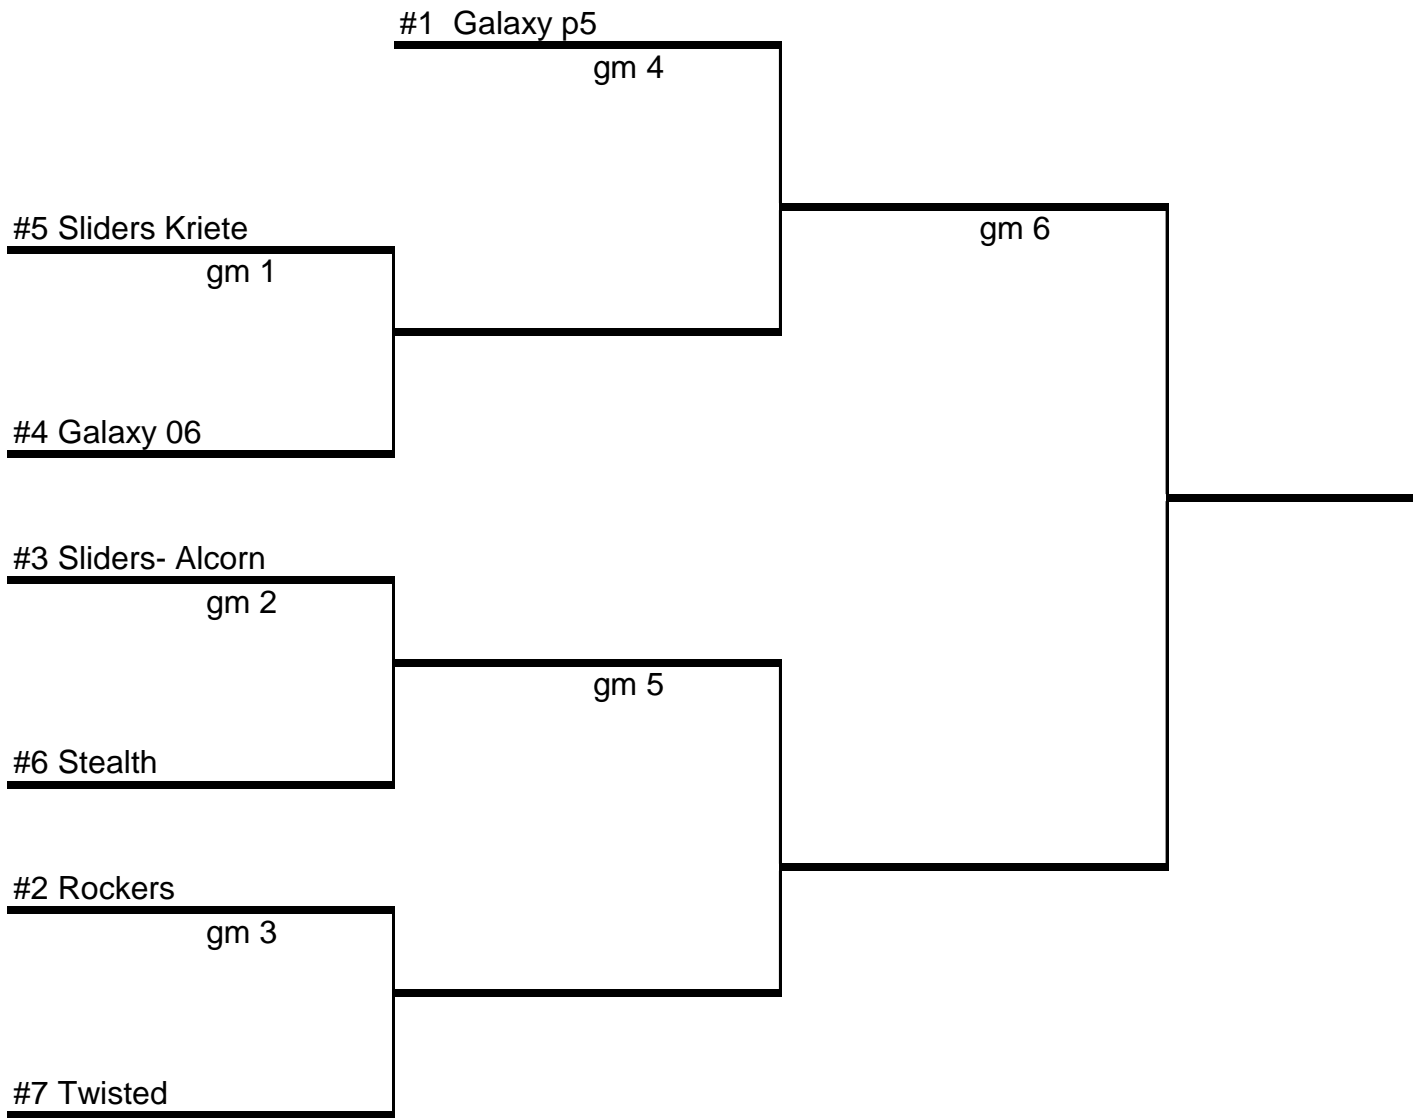 #1  Galaxy p5
gm 4
#5 Sliders Kriete
gm 6
gm 1
#4 Galaxy 06
#3 Sliders- Alcorn
gm 2
gm 5
#6 Stealth
#2 Rockers
gm 3
#7 Twisted